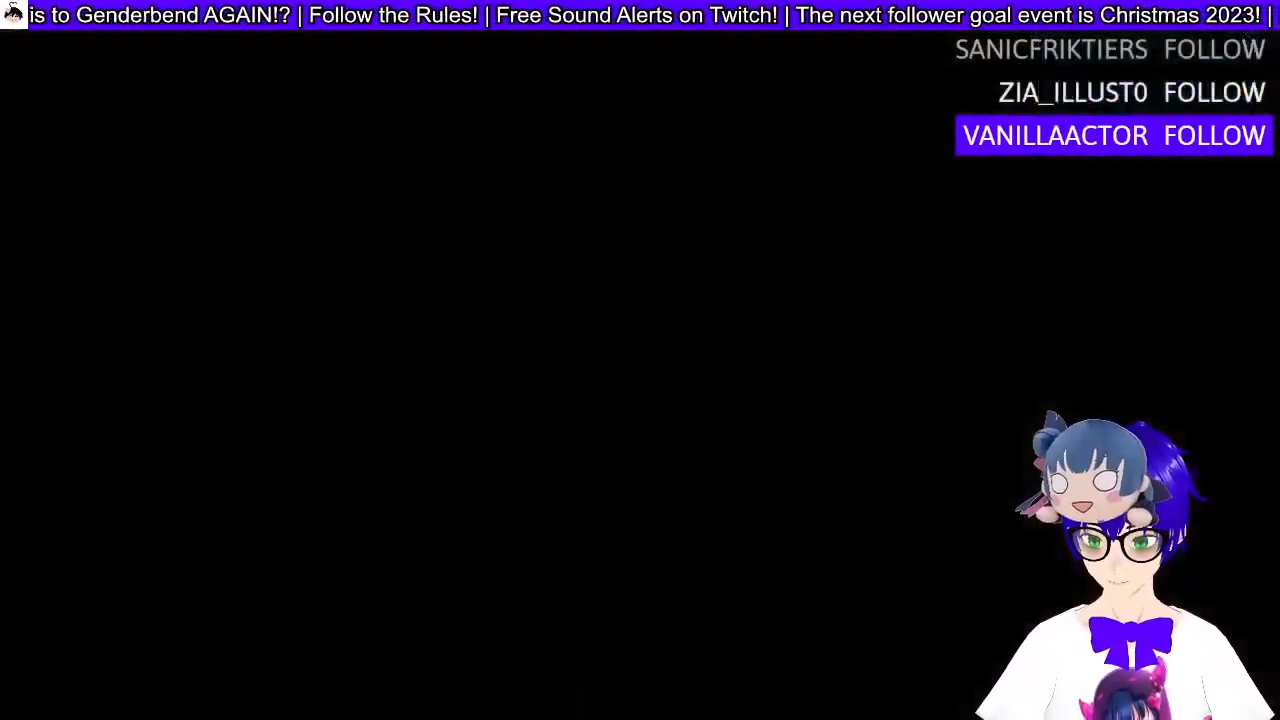 is to Genderbend AGAIN!? | Follow the Rules! | Free Sound Alerts on Twitch! | The next follower goal event is Christmas 2023! |
SANICFRIKTIERS FOLLOW
ZIA_ILLUST0 FOLLOW
VANILLAACTOR FOLLOW